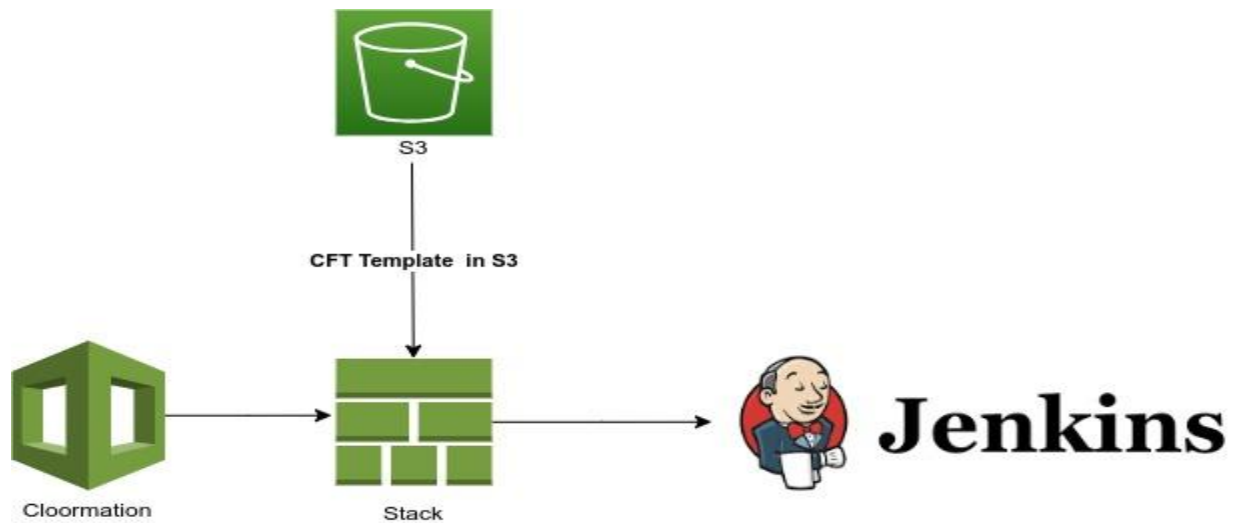 S3
CFT Template in S3
Cloormation
Stack
Jenkins